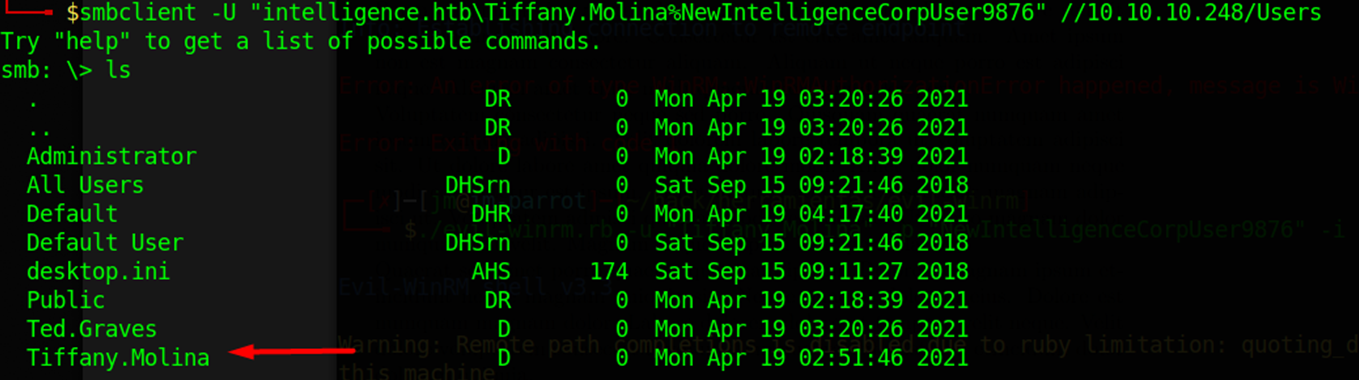 $smbclient -U "intelligence.htb\Tiffany.Molina%NewIntelligenceCorpUser9876" //10.10.10.248/Users
Try "help" to get a list of possible commands.
smb: \> ls
  .                                   DR        0  Mon Apr 19 03:20:26 2021
  ..                                  DR        0  Mon Apr 19 03:20:26 2021
  Administrator                        D        0  Mon Apr 19 02:18:39 2021
  All Users                        DHSrn        0  Sat Sep 15 09:21:46 2018
  Default                            DHR        0  Mon Apr 19 04:17:40 2021
  Default User                     DHSrn        0  Sat Sep 15 09:21:46 2018
  desktop.ini                        AHS      174  Sat Sep 15 09:11:27 2018
  Public                              DR        0  Mon Apr 19 02:18:39 2021
  Ted.Graves                           D        0  Mon Apr 19 03:20:26 2021
  Tiffany.Molina                       D        0  Mon Apr 19 02:51:46 2021